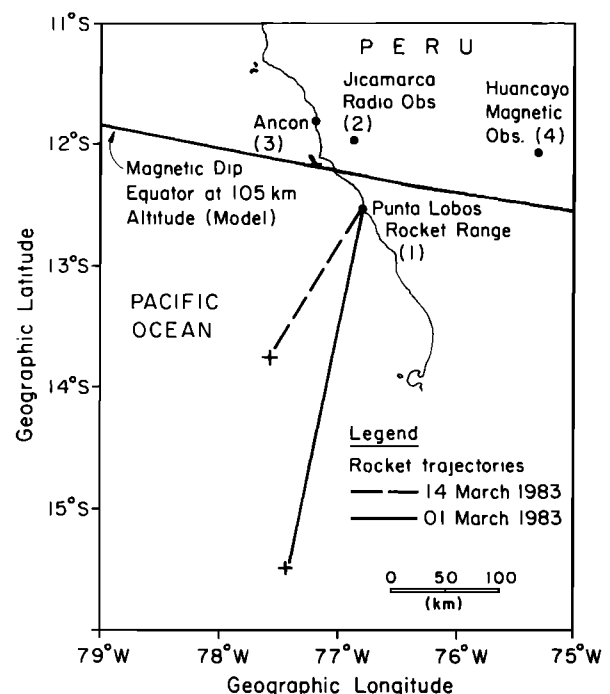 11°S
12°S
13°S
14°S
15°S
Geographic Latitude
PERU
Jicamarca
Radio Obs
(2)
Huancayo
Magnetic
Obs. (4)
Ancon
(3)
Magnetic Dip
Equator at 105 km
Altitude (Model)
Punta Lobos
Rocket Range
(1)
PACIFIC
OCEAN
Legend
Rocket trajectories
14 March 1983
01 March 1983
0 50 100
(km)
79°W 78°W 77°W 76°W 75°W
Geographic Longitude